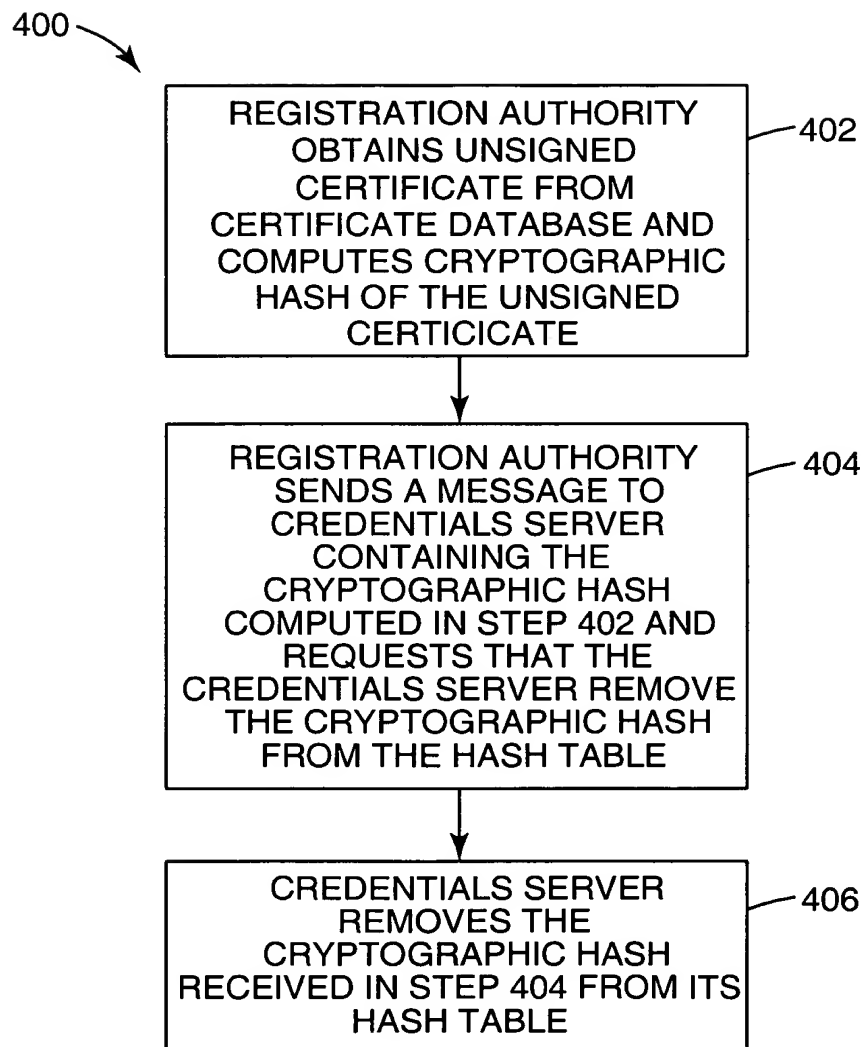 400
REGISTRATION AUTHORITY
OBTAINS UNSIGNED
CERTIFICATE FROM
CERTIFICATE DATABASE AND
COMPUTES CRYPTOGRAPHIC
HASH OF THE UNSIGNED
CERTICICATE
402
REGISTRATION AUTHORITY
SENDS A MESSAGE TO
CREDENTIALS SERVER
CONTAINING THE
CRYPTOGRAPHIC HASH
COMPUTED IN STEP 402 AND
REQUESTS THAT THE
CREDENTIALS SERVER REMOVE
THE CRYPTOGRAPHIC HASH
FROM THE HASH TABLE
404
CREDENTIALS SERVER
REMOVES THE
CRYPTOGRAPHIC HASH
RECEIVED IN STEP 404 FROM ITS
HASH TABLE
406